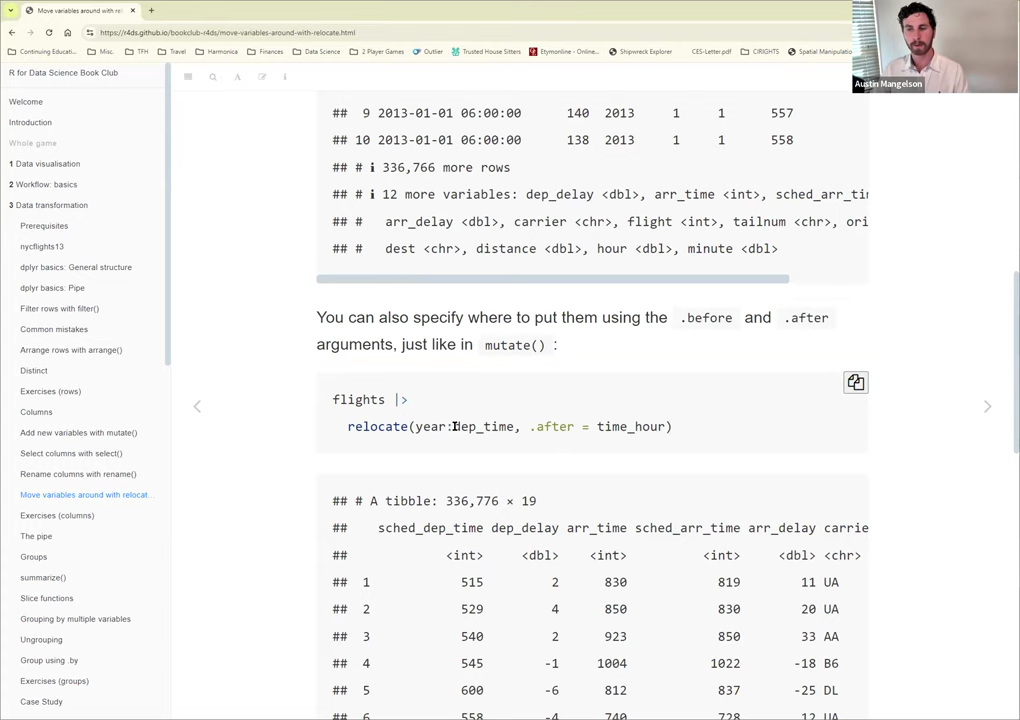 Move variables around with relo
https://r4ds.github.io/bookclub-r4ds/move-variables-around-with-relocate.html
Continuing Educati... Misc. TFH Travel Harmonica Finances Data Science 2 Player Games Outlier Trusted House Sitters Etymonline - Online... Shipwreck Explorer CES-Letter.pdf CIRIGHTS Spatial Manipulatio
Austin Mangelson
R for Data Science Book Club
Welcome
Introduction
Whole game
1 Data visualisation
2 Workflow: basics
3 Data transformation
Prerequisites
nycflights13
dplyr basics: General structure
dplyr basics: Pipe
Filter rows with filter()
Common mistakes
Arrange rows with arrange()
Distinct
Exercises (rows)
Columns
Add new variables with mutate()
Select columns with select()
Rename columns with rename()
Move variables around with relocat...
Exercises (columns)
The pipe
Groups
summarize()
Slice functions
Grouping by multiple variables
Ungrouping
Group using .by
Exercises (groups)
Case Study
## 9 2013-01-01 06:00:00 140 2013 1 1 557
## 10 2013-01-01 06:00:00 138 2013 1 1 558
## # ℹ 336,766 more rows
## # ℹ 12 more variables: dep_delay <dbl>, arr_time <int>, sched_arr_tin
## # arr_delay <dbl>, carrier <chr>, flight <int>, tailnum <chr>, ori
## # dest <chr>, distance <dbl>, hour <dbl>, minute <dbl>
You can also specify where to put them using the .before and .after
arguments, just like in mutate() :
flights |>
relocate(year:dep_time, .after = time_hour)
## # A tibble: 336,776 × 19
## sched_dep_time dep_delay arr_time sched_arr_time arr_delay carrie
## <int> <dbl> <int> <int> <dbl> <chr>
## 1 515 2 830 819 11 UA
## 2 529 4 850 830 20 UA
## 3 540 2 923 850 33 AA
## 4 545 -1 1004 1022 -18 B6
## 5 600 -6 812 837 -25 DL
## 6 558 -4 740 728 12 UA